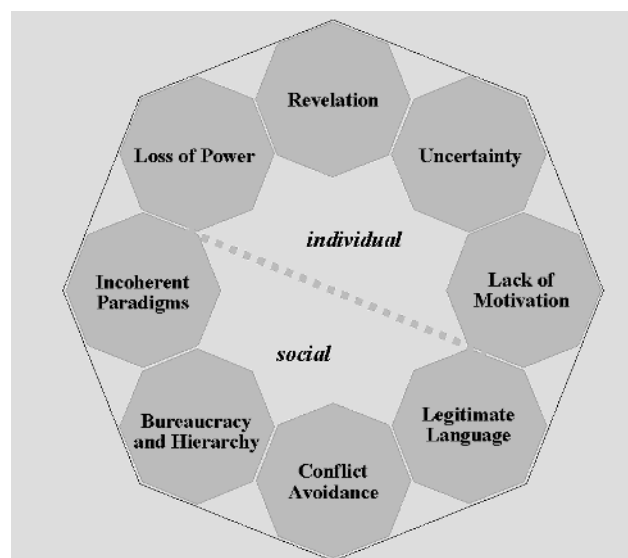 Revelation
Loss of Power
Uncertainty
individual
Incoherent
Paradigms
Lack of
Motivation
social
Bureaucracy
and Hierarchy
Legitimate
Language
Conflict
Avoidance